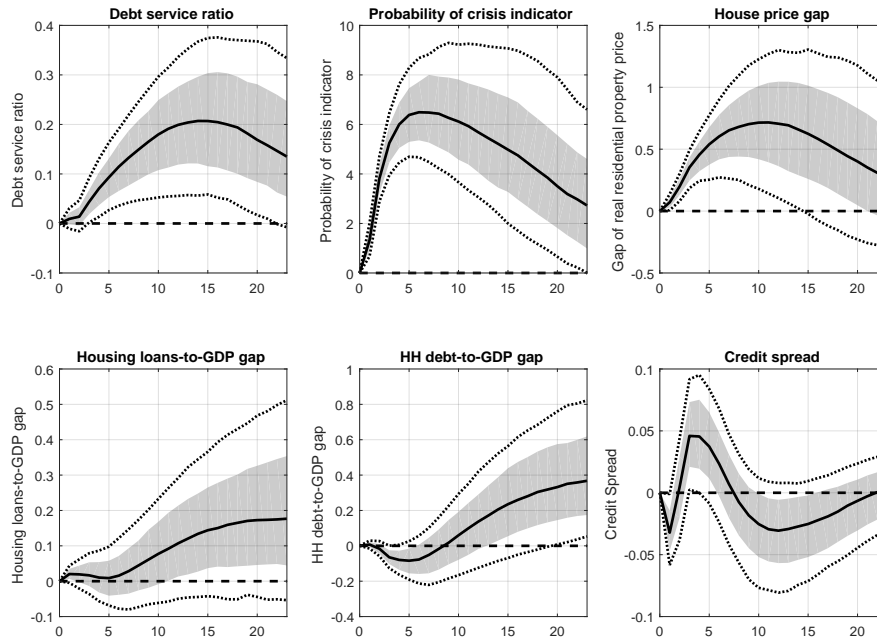 Debt service ratio
Debt service ratio
0.4
0.3
0.2
0.1
0
-0.1
0 5 10 15 20
Probability of crisis indicator
Probability of crisis indicator
10
8
6
4
2
0
0 5 10 15 20
House price gap
Gap of real residential property price
1.5
1
0.5
0
-0.5
0 5 10 15 20
Housing loans-to-GDP gap
Housing loans-to-GDP gap
0.6
0.5
0.4
0.3
0.2
0.1
0
-0.1
0 5 10 15 20
HH debt-to-GDP gap
HH debt-to-GDP gap
1
0.8
0.6
0.4
0.2
0
-0.2
-0.4
0 5 10 15 20
Credit spread
Credit Spread
0.1
0.05
0
-0.05
-0.1
0 5 10 15 20